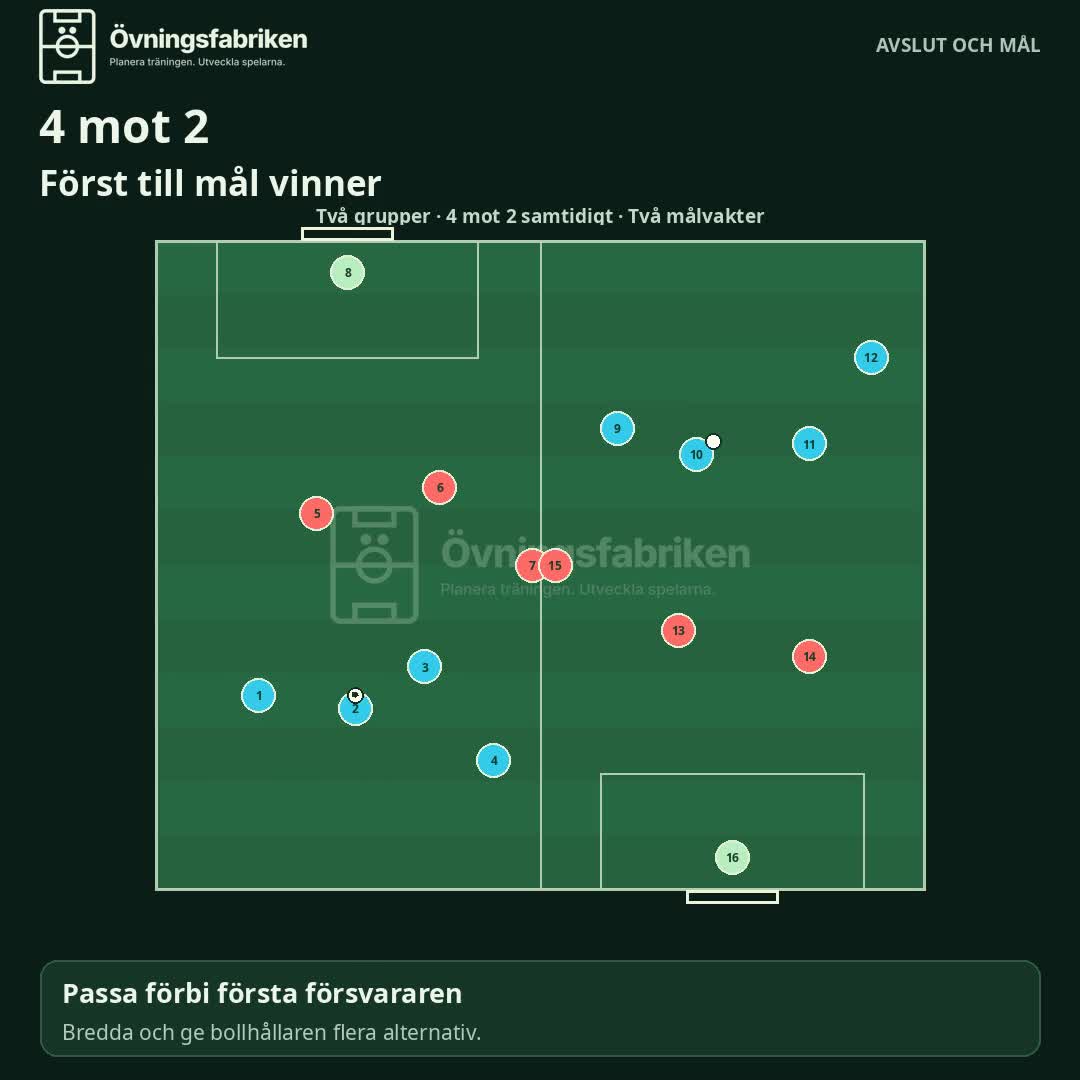 Övningsfabriken
Planera träningen. Utveckla spelarna.
AVSLUT OCH MÅL
4 mot 2
Först till mål vinner
Två grupper · 4 mot 2 samtidigt · Två målvakter
8
12
9
10
11
6
5
Övningsfabriken
7
15
Planera träningen. Utveckla spelarna.
13
14
3
1
2
4
16
Passa förbi första försvararen
Bredda och ge bollhållaren flera alternativ.